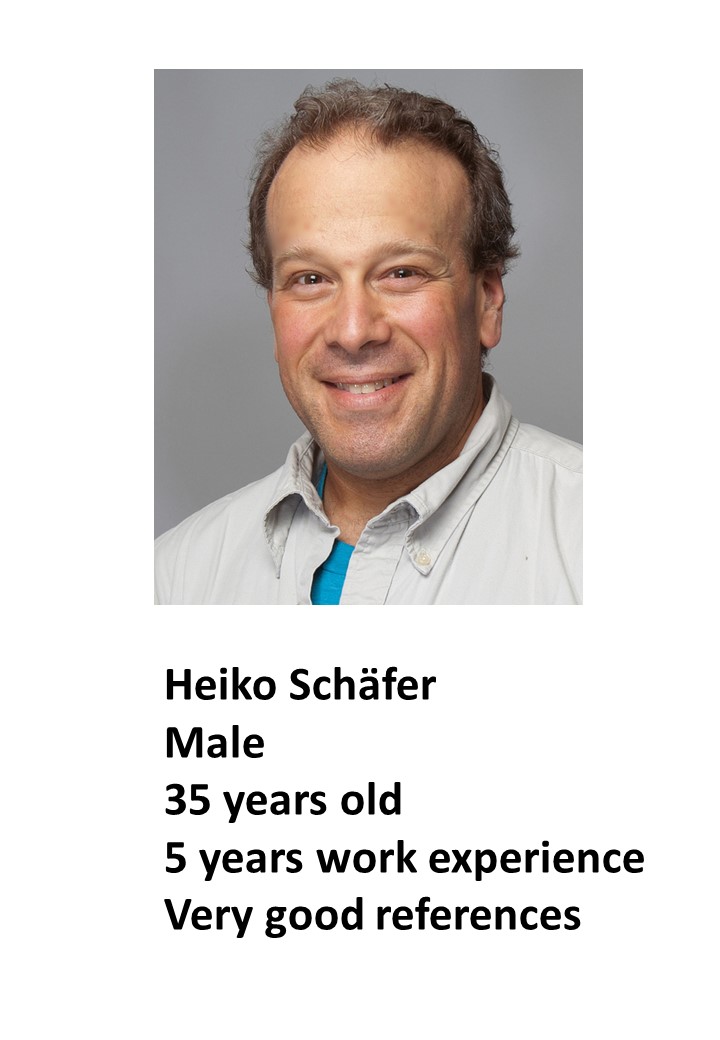 Heiko Schäfer
Male
35 years old
5 years work experience
Very good references